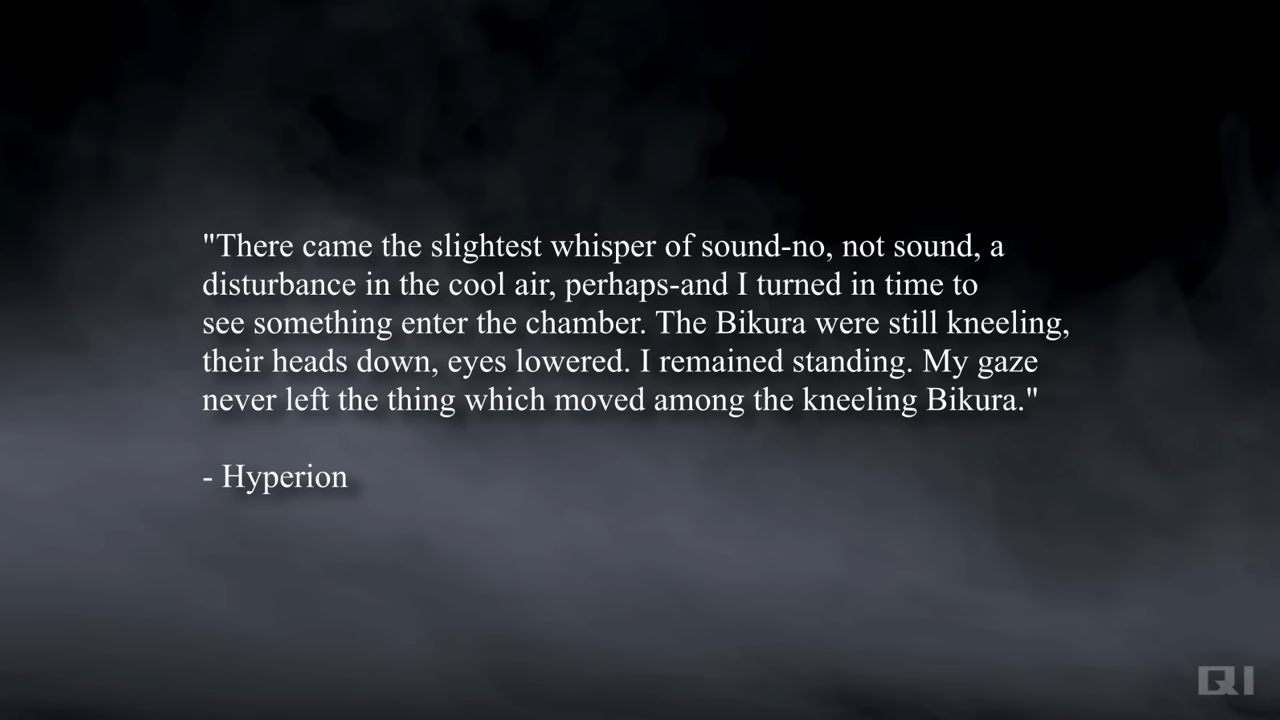 "There came the slightest whisper of sound-no, not sound, a
disturbance in the cool air, perhaps-and I turned in time to
see something enter the chamber. The Bikura were still kneeling,
their heads down, eyes lowered. I remained standing. My gaze
never left the thing which moved among the kneeling Bikura."
- Hyperion
QI